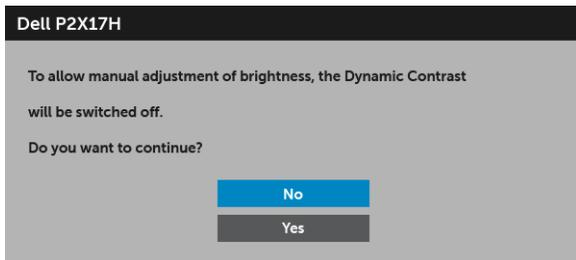 Dell P2X17H
To allow manual adjustment of brightness, the Dynamic Contrast
will be switched off.
Do you want to continue?
No
Yes